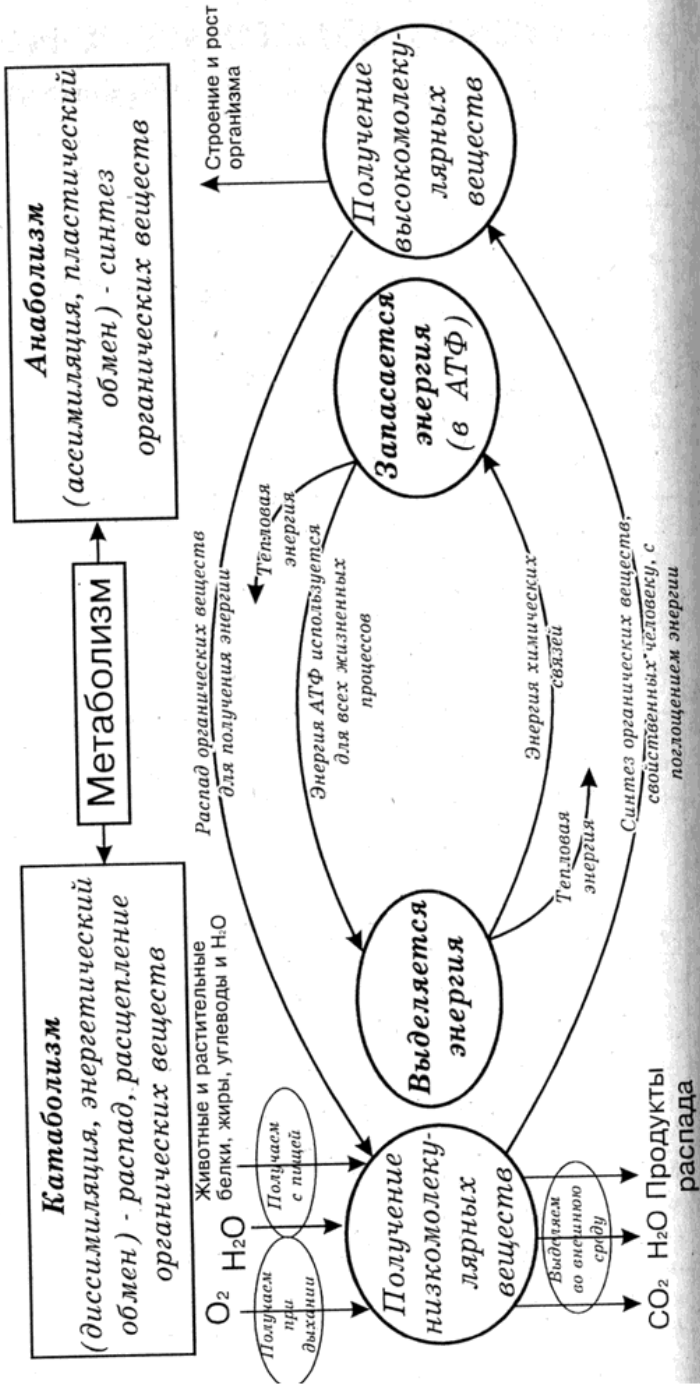 Метаболизм
Катаболизм
(диссимиляция, энергетический
обмен) - распад, расщепление
органических веществ
Анаболизм
(ассимиляция, пластический
обмен) - синтез
органических веществ
O₂
H₂O
Животные и растительные
белки, жиры, углеводы и H₂O
Получаем
при
дыхании
Получаем
с пищей
Получение
низкомолеку-
лярных
веществ
Выделяем
во внешнюю
среду
CO₂
H₂O
Продукты
распада
Распад органических веществ
для получения энергии
Тепловая
энергия
Энергия АТФ используется
для всех жизненных
процессов
Выделяется
энергия
Запасается
энергия
(в АТФ)
Энергия химических
связей
Тепловая
энергия
Синтез органических веществ,
свойственных человеку, с
поглощением энергии
Получение
высокомолеку-
лярных
веществ
Строение и рост
организма